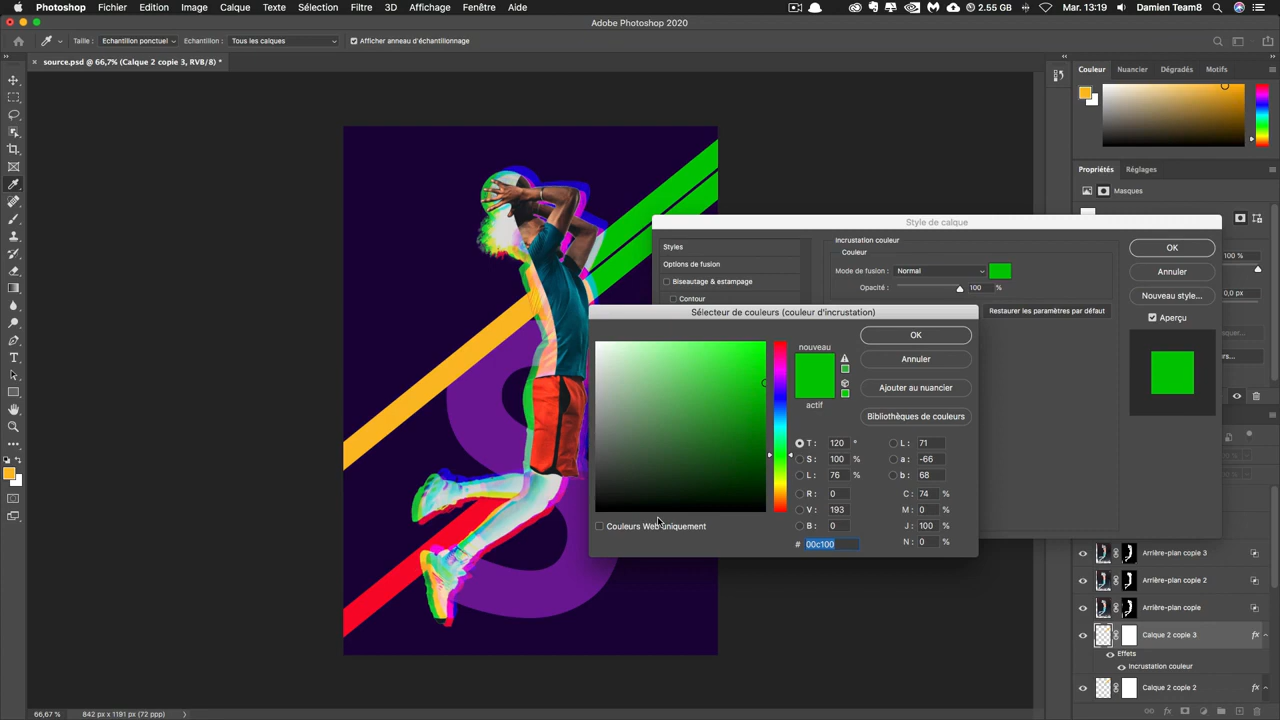 Photoshop Fichier Edition Image Calque Texte Sélection Filtre 3D Affichage Fenêtre Aide 2.55 GB Mar. 13:19 Damien Team8
Adobe Photoshop 2020
Taille : Echantillon ponctuel Echantillon : Tous les calques Afficher anneau d'échantillonnage
source.psd @ 66,7% (Calque 2 copie 3, RVB/8) *
Couleur Nuancier Dégradés Motifs
Propriétés Réglages
Masques
Style de calque
Styles
Options de fusion
Biseautage & estampage
Contour
Incrustation couleur
Couleur
Mode de fusion : Normal
Opacité : 100 %
Restaurer les paramètres par défaut
OK
Annuler
Nouveau style...
Aperçu
100 %
0,0 px
Sélecteur de couleurs (couleur d'incrustation)
nouveau
actif
OK
Annuler
Ajouter au nuancier
Bibliothèques de couleurs
T : 120 ° L : 71
S : 100 % a : -66
L : 76 % b : 68
R : 0 C : 74 %
V : 193 M : 0 %
B : 0 J : 100 %
# 00c100 N : 0 %
Couleurs Web uniquement
Arrière-plan copie 3
Arrière-plan copie 2
Arrière-plan copie
Calque 2 copie 3 fx
Effets
Incrustation couleur
Calque 2 copie 2 fx
66,67 % 842 px x 1191 px (72 ppp)